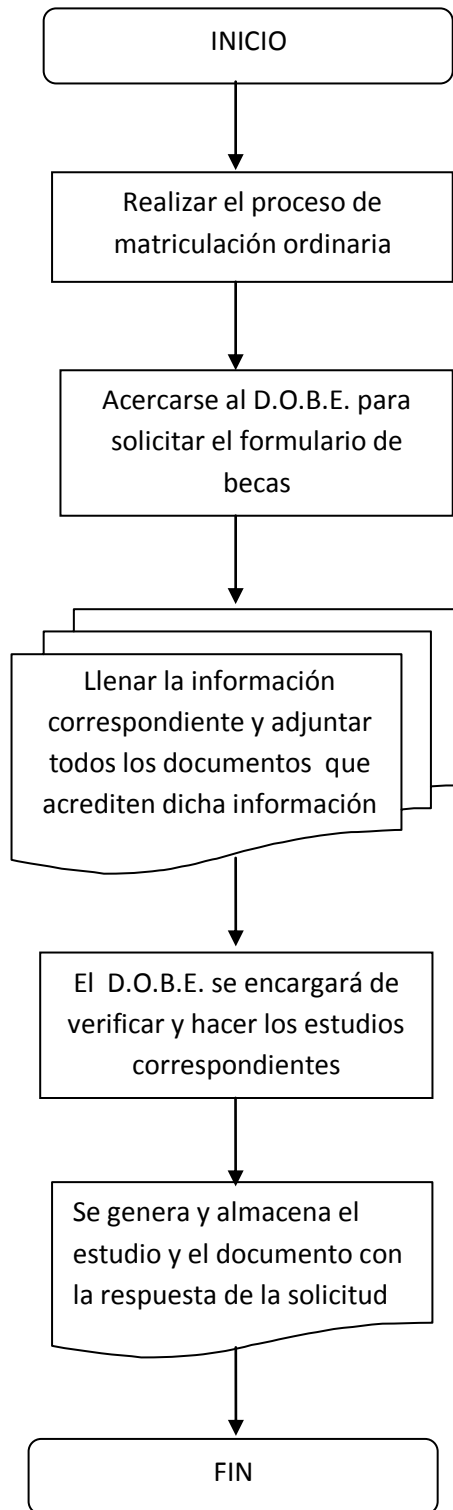 INICIO
Realizar el proceso de
matriculación ordinaria
Acercarse al D.O.B.E. para
solicitar el formulario de
becas
Llenar la información
correspondiente y adjuntar
todos los documentos  que
acrediten dicha información
El  D.O.B.E. se encargará de
verificar y hacer los estudios
correspondientes
Se genera y almacena el
estudio y el documento con
la respuesta de la solicitud
FIN